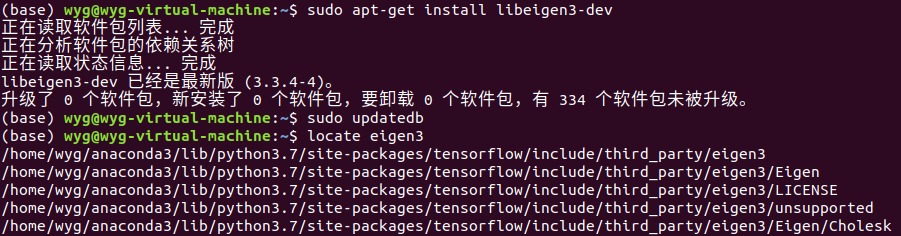 (base) wyg@wyg-virtual-machine:~$ sudo apt-get install libeigen3-dev
正在读取软件包列表... 完成
正在分析软件包的依赖关系树
正在读取状态信息... 完成
libeigen3-dev 已经是最新版 (3.3.4-4)。
升级了 0 个软件包，新安装了 0 个软件包，要卸载 0 个软件包，有 334 个软件包未被升级。
(base) wyg@wyg-virtual-machine:~$ sudo updatedb
(base) wyg@wyg-virtual-machine:~$ locate eigen3
/home/wyg/anaconda3/lib/python3.7/site-packages/tensorflow/include/third_party/eigen3
/home/wyg/anaconda3/lib/python3.7/site-packages/tensorflow/include/third_party/eigen3/Eigen
/home/wyg/anaconda3/lib/python3.7/site-packages/tensorflow/include/third_party/eigen3/LICENSE
/home/wyg/anaconda3/lib/python3.7/site-packages/tensorflow/include/third_party/eigen3/unsupported
/home/wyg/anaconda3/lib/python3.7/site-packages/tensorflow/include/third_party/eigen3/Eigen/Cholesk